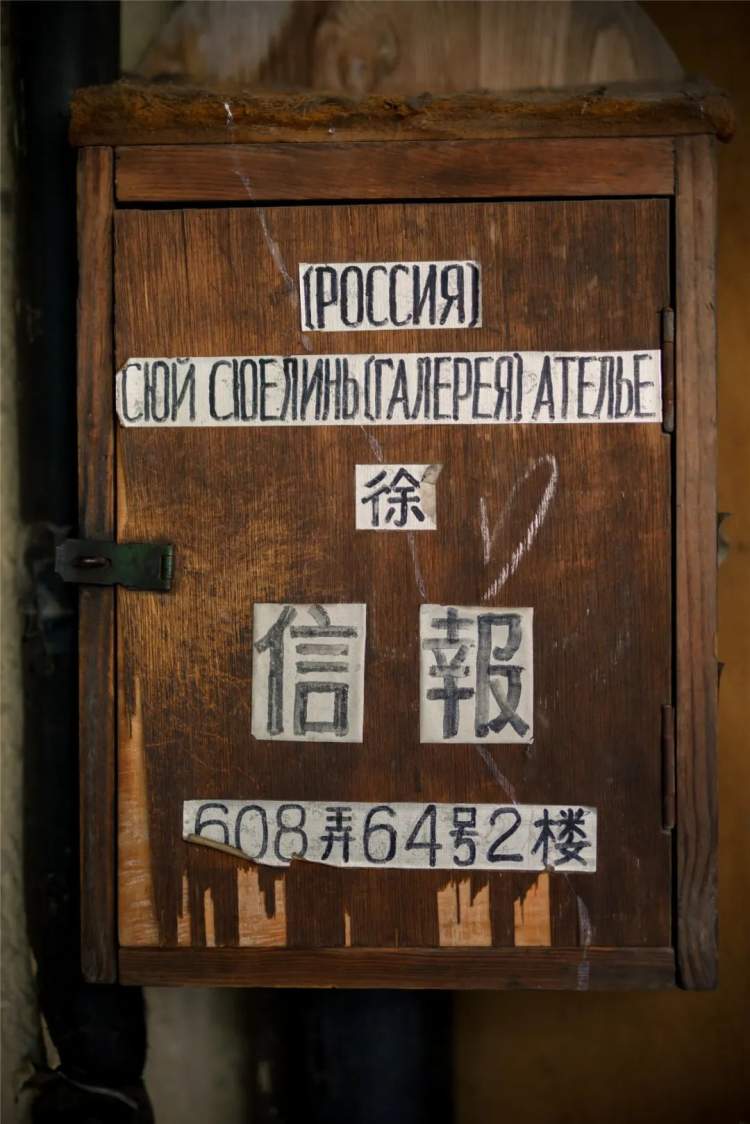 (РОССИЯ)
СЮЙ СЮЕЛИНЬ(ГАЛЕРЕЯ) АТЕЛЬЕ
徐
信 報
608弄64号2楼